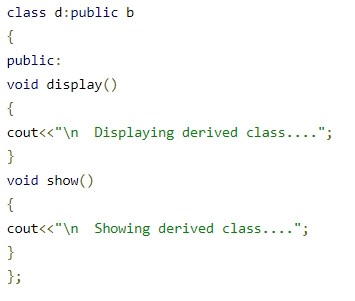 class d:public b
{
public:
void display()
{
cout<<"\n  Displaying derived class....";
}
void show()
{
cout<<"\n  Showing derived class....";
}
};